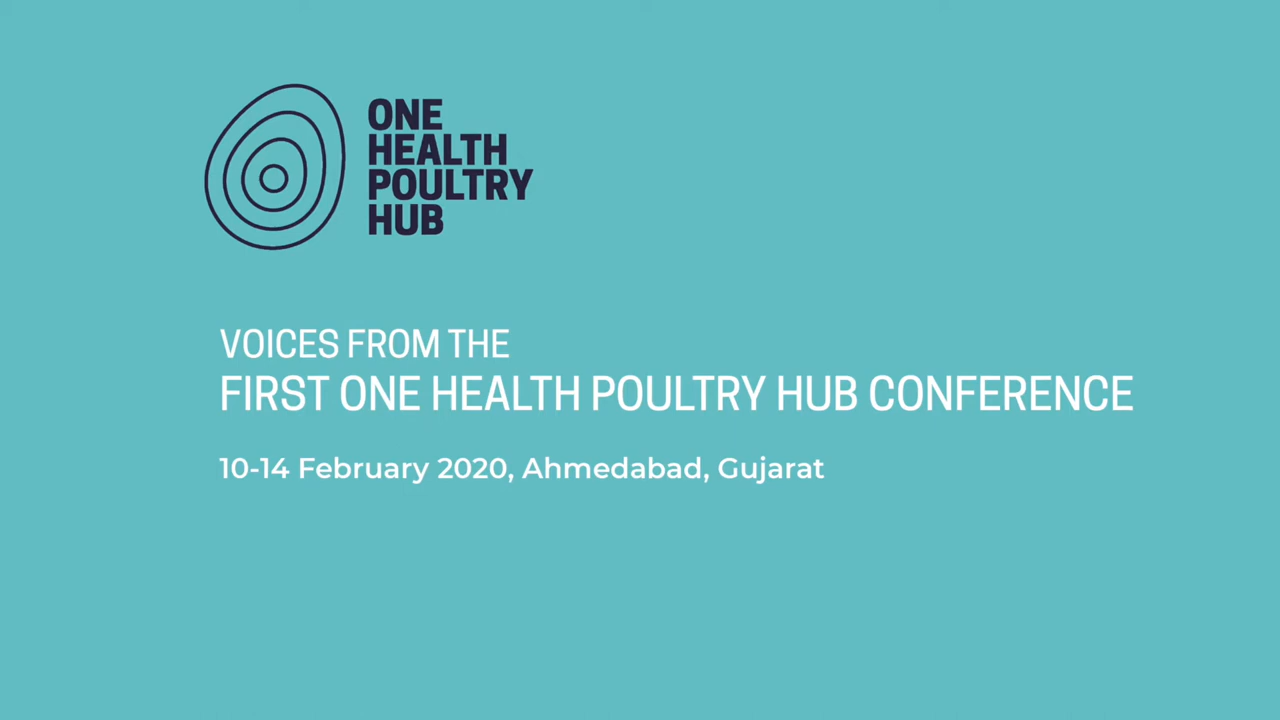 ONE
HEALTH
POULTRY
HUB
VOICES FROM THE
FIRST ONE HEALTH POULTRY HUB CONFERENCE
10-14 February 2020, Ahmedabad, Gujarat